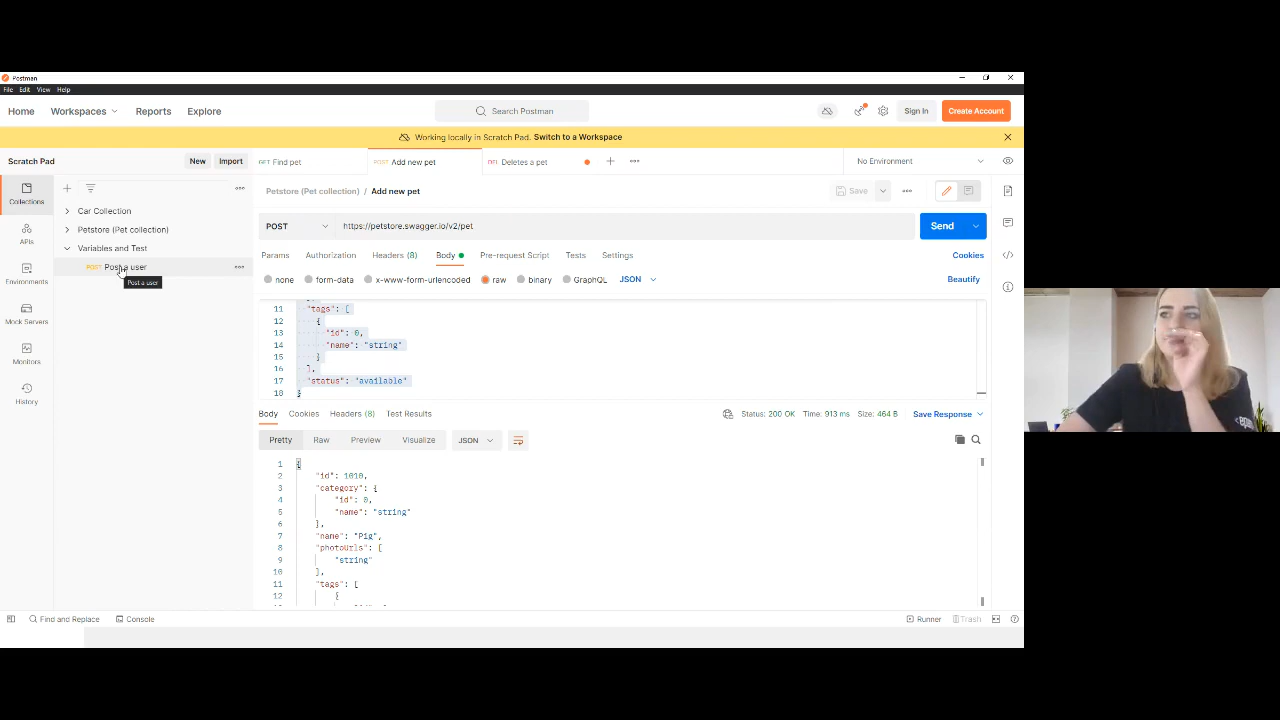 Postman
File Edit View Help
Home Workspaces Reports Explore Search Postman Sign In Create Account
Working locally in Scratch Pad. Switch to a Workspace
Scratch Pad New Import GET Find pet POST Add new pet DEL Deletes a pet No Environment
Petstore (Pet collection) / Add new pet Save
Collections
APIs
Environments
Mock Servers
Monitors
History
Car Collection
Petstore (Pet collection)
Variables and Test
POST Post a user
Post a user
POST https://petstore.swagger.io/v2/pet Send
Params Authorization Headers (8) Body Pre-request Script Tests Settings Cookies
none form-data x-www-form-urlencoded raw binary GraphQL JSON Beautify
11 "tags": [
12 {
13 "id": 0,
14 "name": "string"
15 }
16 ],
17 "status": "available"
18 }
Body Cookies Headers (8) Test Results Status: 200 OK Time: 913 ms Size: 464 B Save Response
Pretty Raw Preview Visualize JSON
1 {
2 "id": 1010,
3 "category": {
4 "id": 0,
5 "name": "string"
6 },
7 "name": "Pig",
8 "photoUrls": [
9 "string"
10 ],
11 "tags": [
12 {
Find and Replace Console Runner Trash